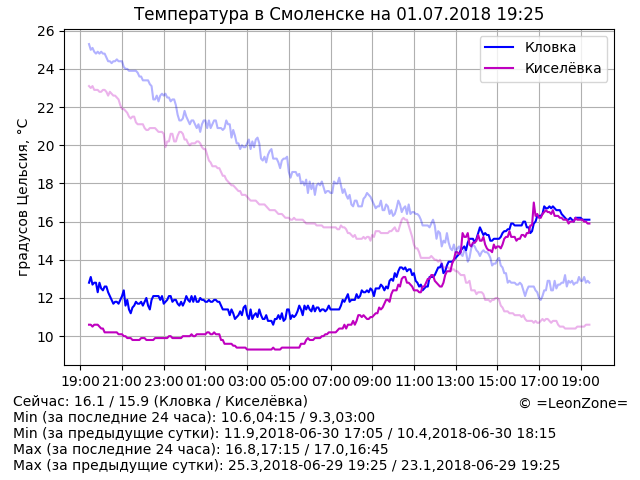 Температура в Смоленске на 01.07.2018 19:25
Кловка
Киселёвка
градусов Цельсия, °C
26
24
22
20
18
16
14
12
10
19:00 21:00 23:00 01:00 03:00 05:00 07:00 09:00 11:00 13:00 15:00 17:00 19:00
Сейчас: 16.1 / 15.9 (Кловка / Киселёвка)
© =LeonZone=
Min (за последние 24 часа): 10.6,04:15 / 9.3,03:00
Min (за предыдущие сутки): 11.9,2018-06-30 17:05 / 10.4,2018-06-30 18:15
Max (за последние 24 часа): 16.8,17:15 / 17.0,16:45
Max (за предыдущие сутки): 25.3,2018-06-29 19:25 / 23.1,2018-06-29 19:25